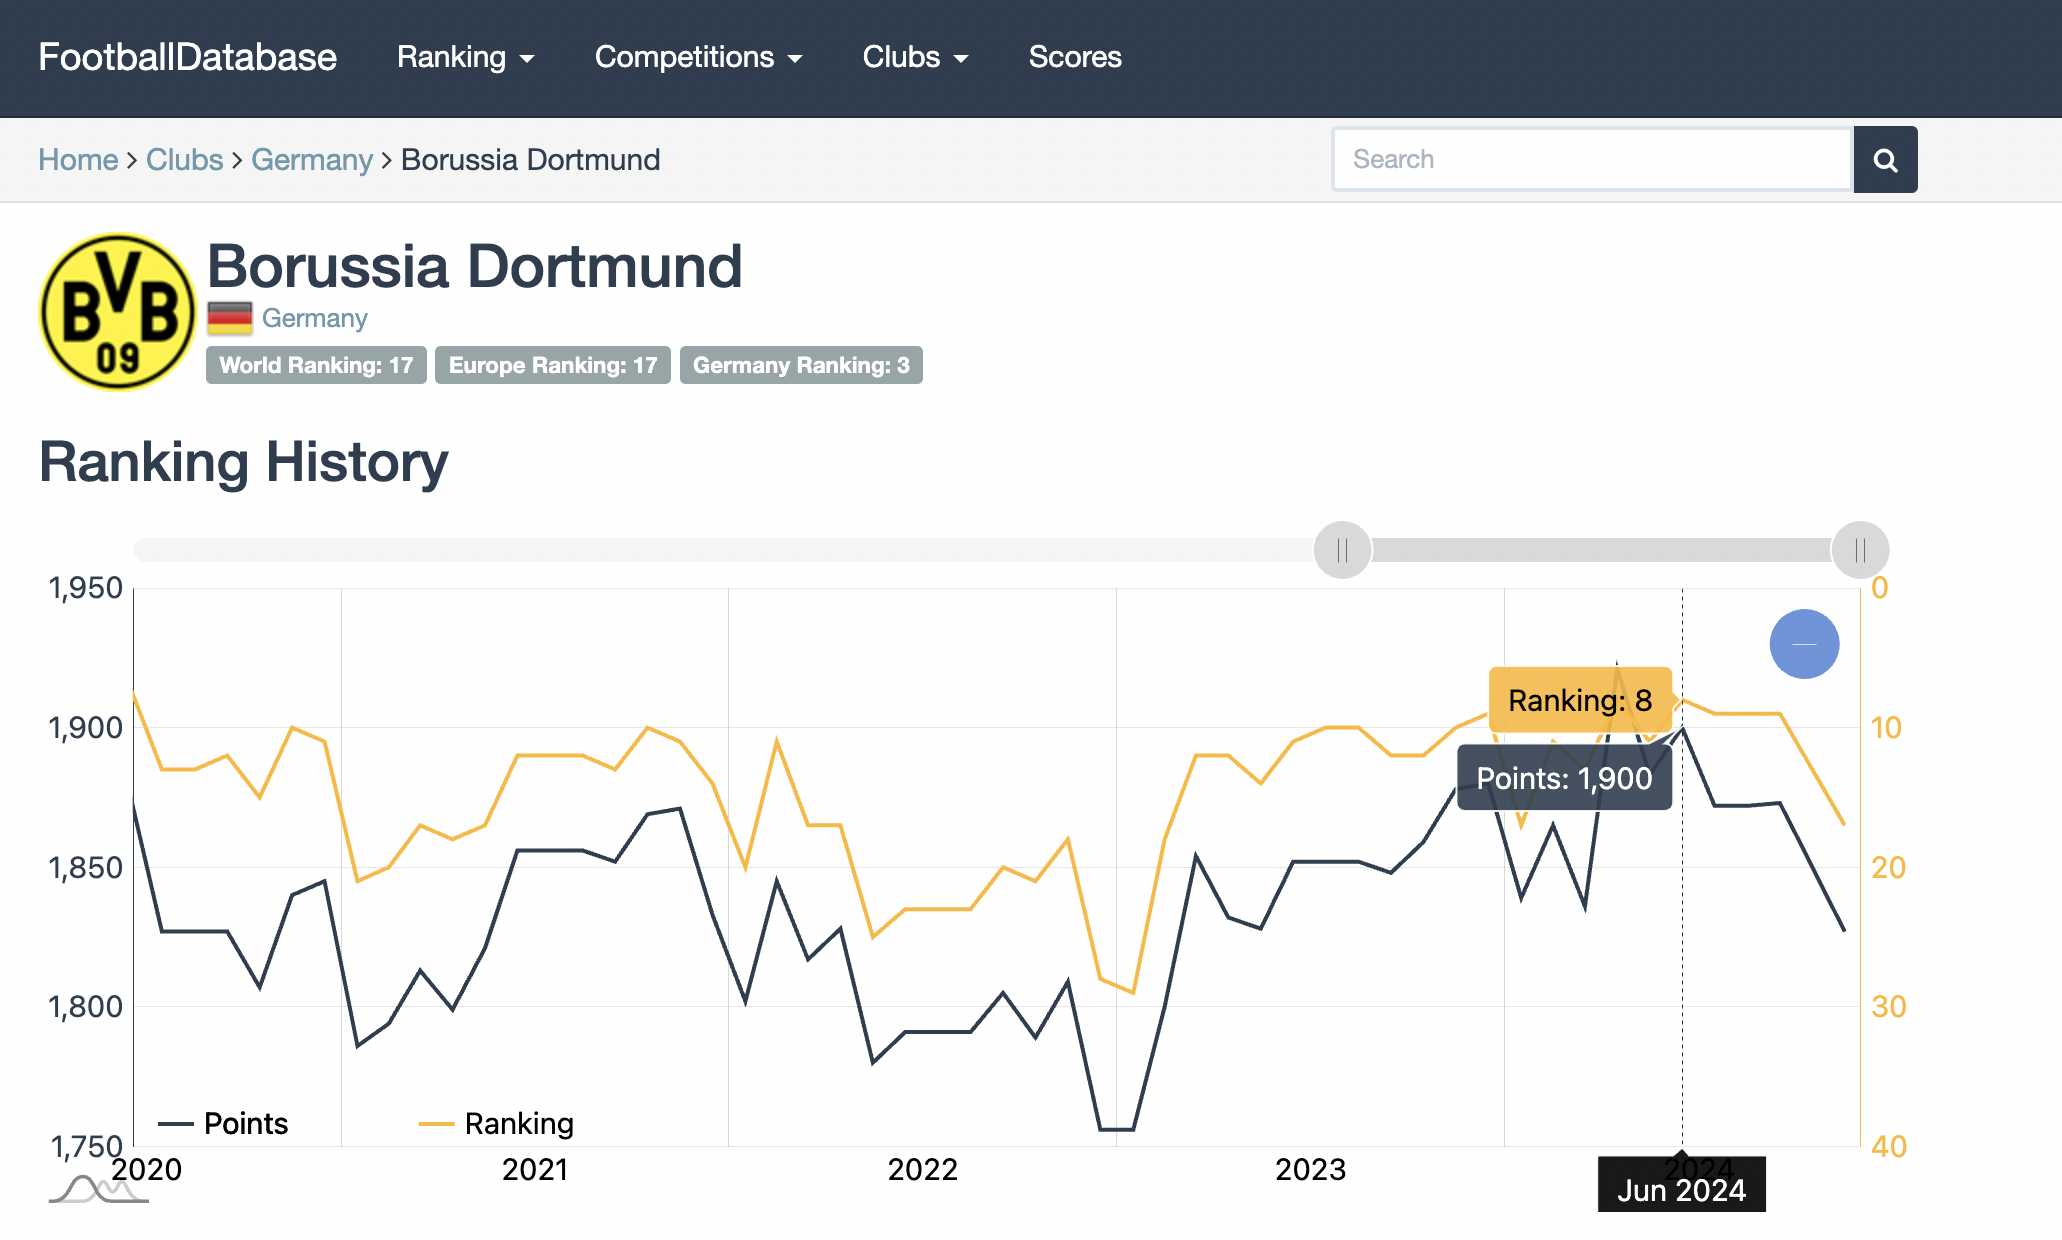 FootballDatabase Ranking Competitions Clubs Scores
Home > Clubs > Germany > Borussia Dortmund
Search
BVB
09
Borussia Dortmund
Germany
World Ranking: 17 Europe Ranking: 17 Germany Ranking: 3
Ranking History
1,950 0
Ranking: 8
1,900 10
Points: 1,900
1,850 20
1,800 30
Points Ranking
1,750 40
2020 2021 2022 2023 2024
Jun 2024